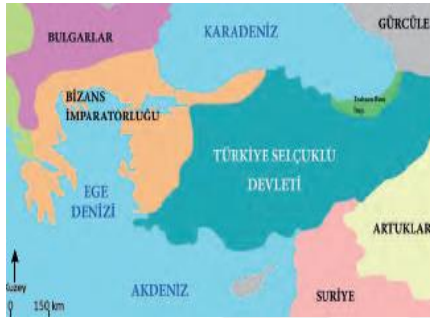 BULGARLAR
KARADENİZ
GÜRCÜLE
BİZANS
İMPARATORLUĞU
TÜRKİYE SELÇUKLU
DEVLETİ
EGE
DENİZİ
ARTUKLAR
AKDENİZ
SURİYE
Kuzey
0 150 km